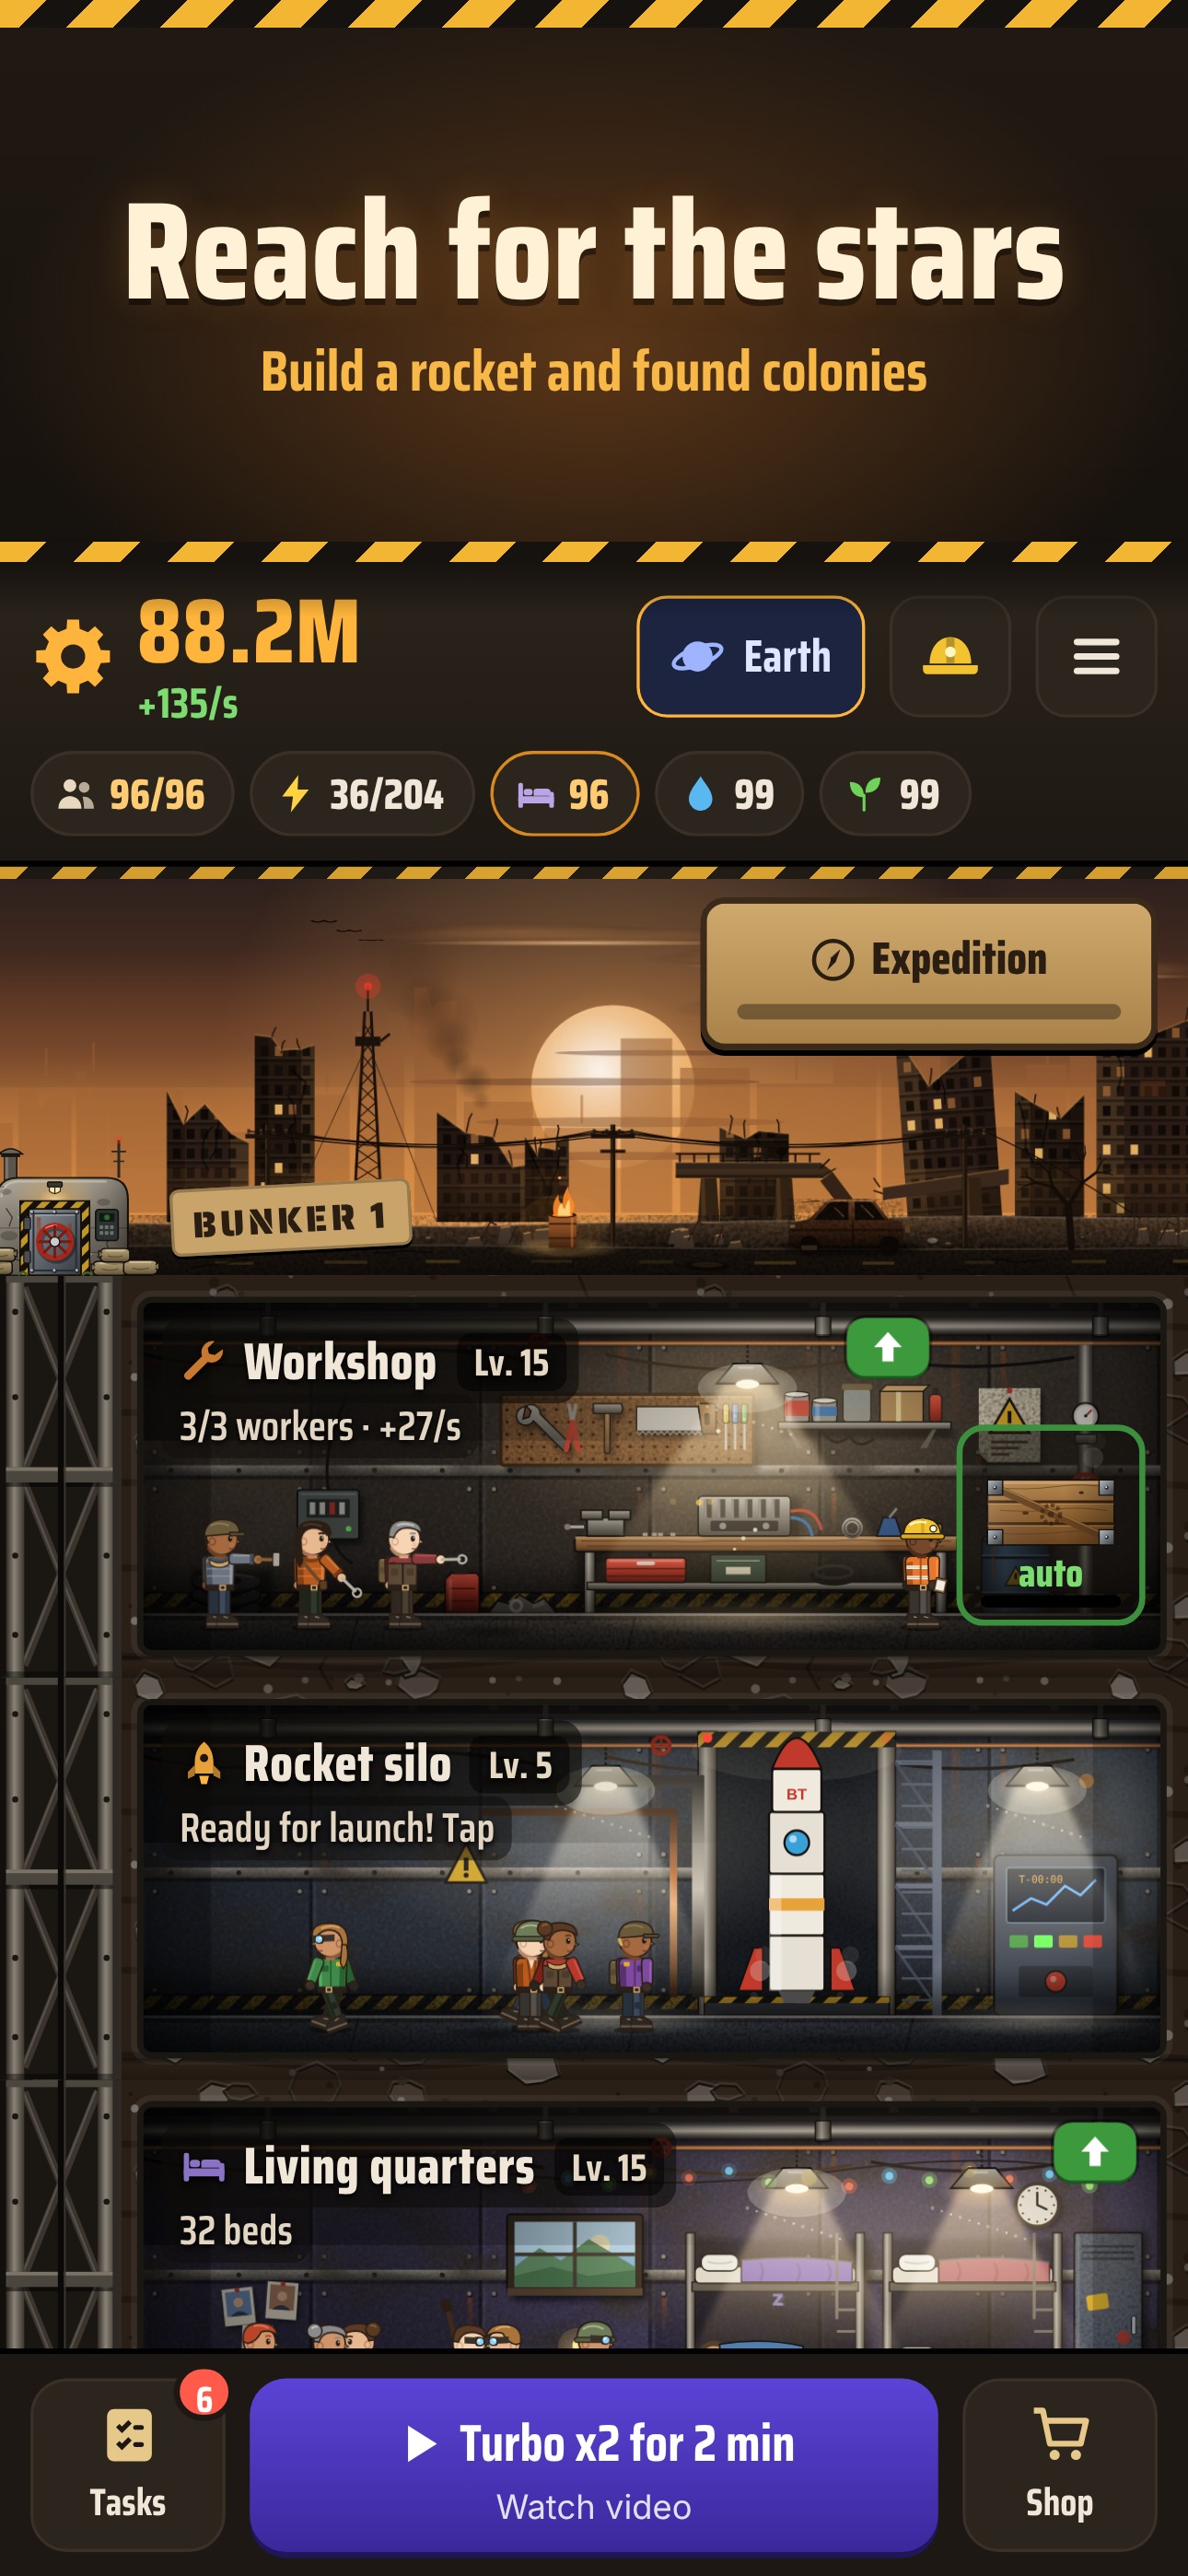 Reach for the stars
Build a rocket and found colonies
88.2M
+135/s
Earth
96/96
36/204
96
99
99
Expedition
BUNKER 1
Workshop
Lv. 15
3/3 workers · +27/s
auto
Rocket silo
Lv. 5
Ready for launch! Tap
BT
T-00:00
Living quarters
Lv. 15
32 beds
Z
6
Tasks
Turbo x2 for 2 min
Watch video
Shop